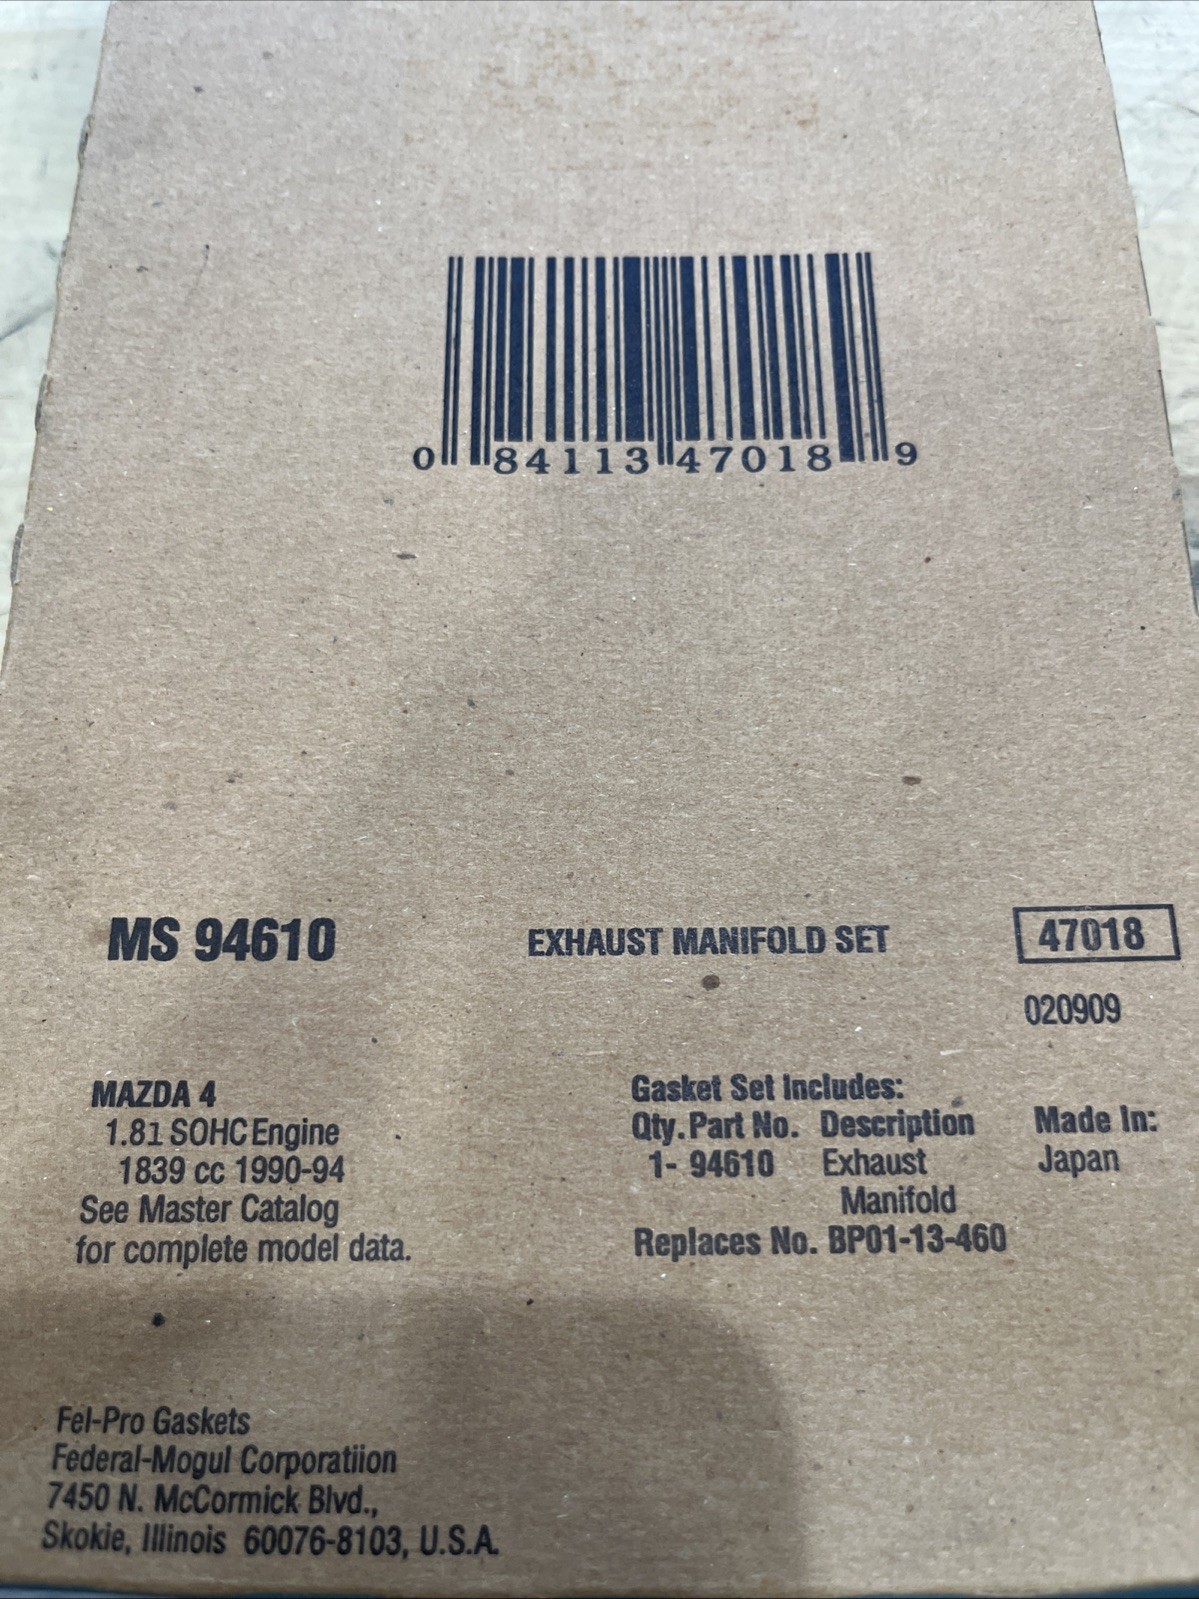 0 84113 47018 9
MS 94610 EXHAUST MANIFOLD SET 47018
020909
MAZDA 4
1.81 SOHC Engine
1839 cc 1990-94
See Master Catalog
for complete model data.
Gasket Set Includes:
Qty. Part No. Description Made In:
1- 94610 Exhaust Japan
Manifold
Replaces No. BP01-13-460
Fel-Pro Gaskets
Federal-Mogul Corporatiion
7450 N. McCormick Blvd.,
Skokie, Illinois 60076-8103, U.S.A.